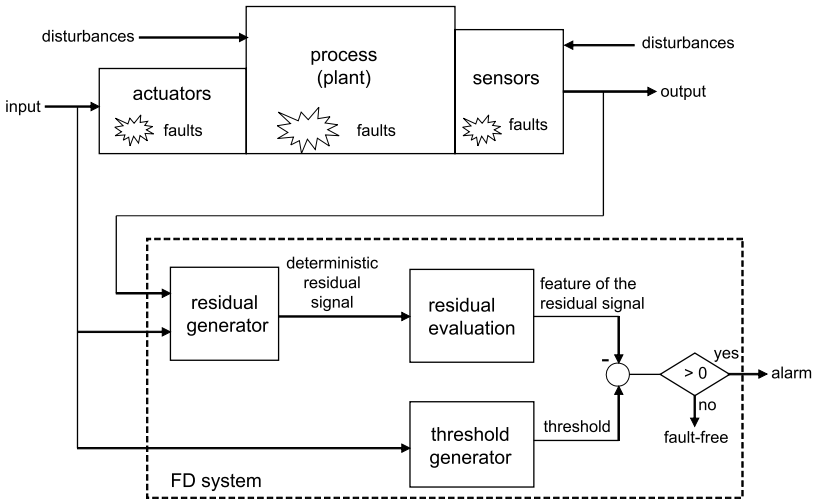 disturbances
process
(plant)
disturbances
sensors
actuators
input
output
faults
faults
faults
deterministic
residual
signal
feature of the
residual signal
residual
generator
residual
evaluation
-
yes
> 0
alarm
no
threshold
generator
threshold
fault-free
FD system